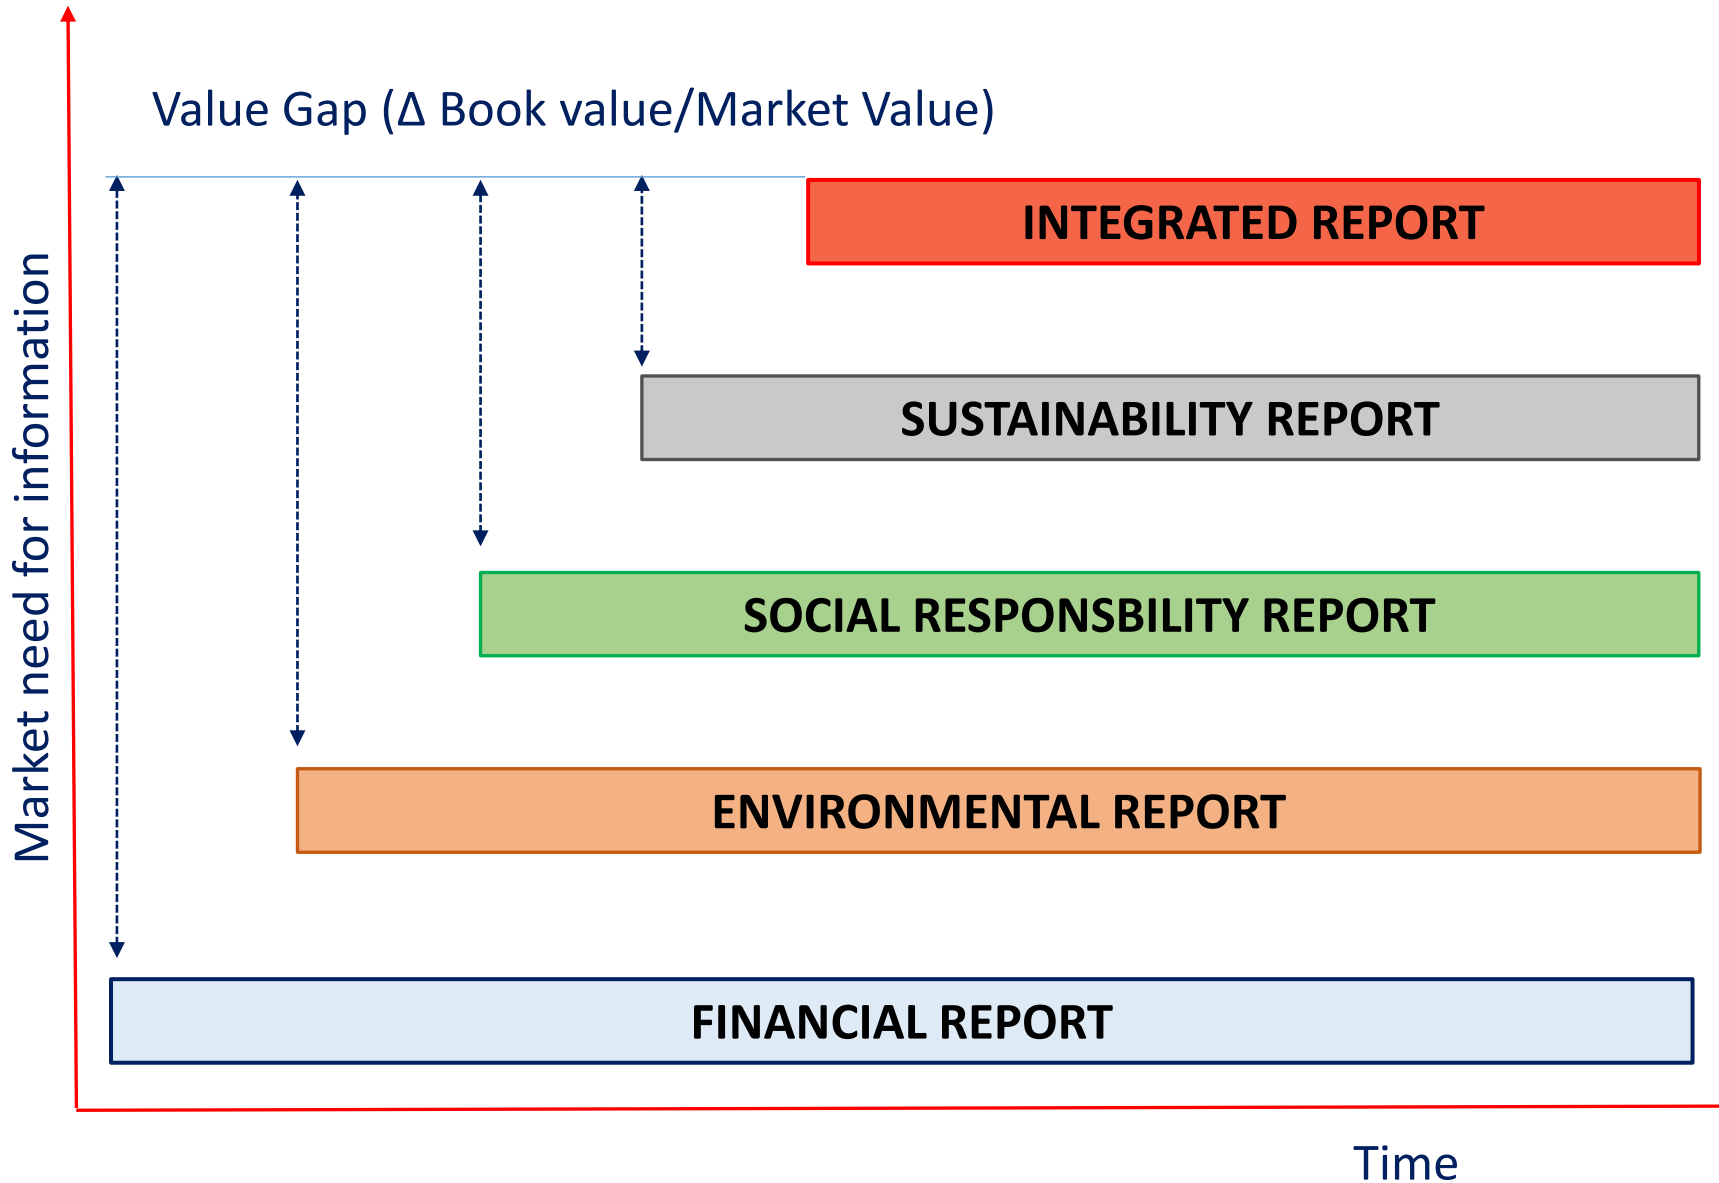 Value Gap (Δ Book value/Market Value)
INTEGRATED REPORT
SUSTAINABILITY REPORT
SOCIAL RESPONSBILITY REPORT
ENVIRONMENTAL REPORT
FINANCIAL REPORT
Market need for information
Time